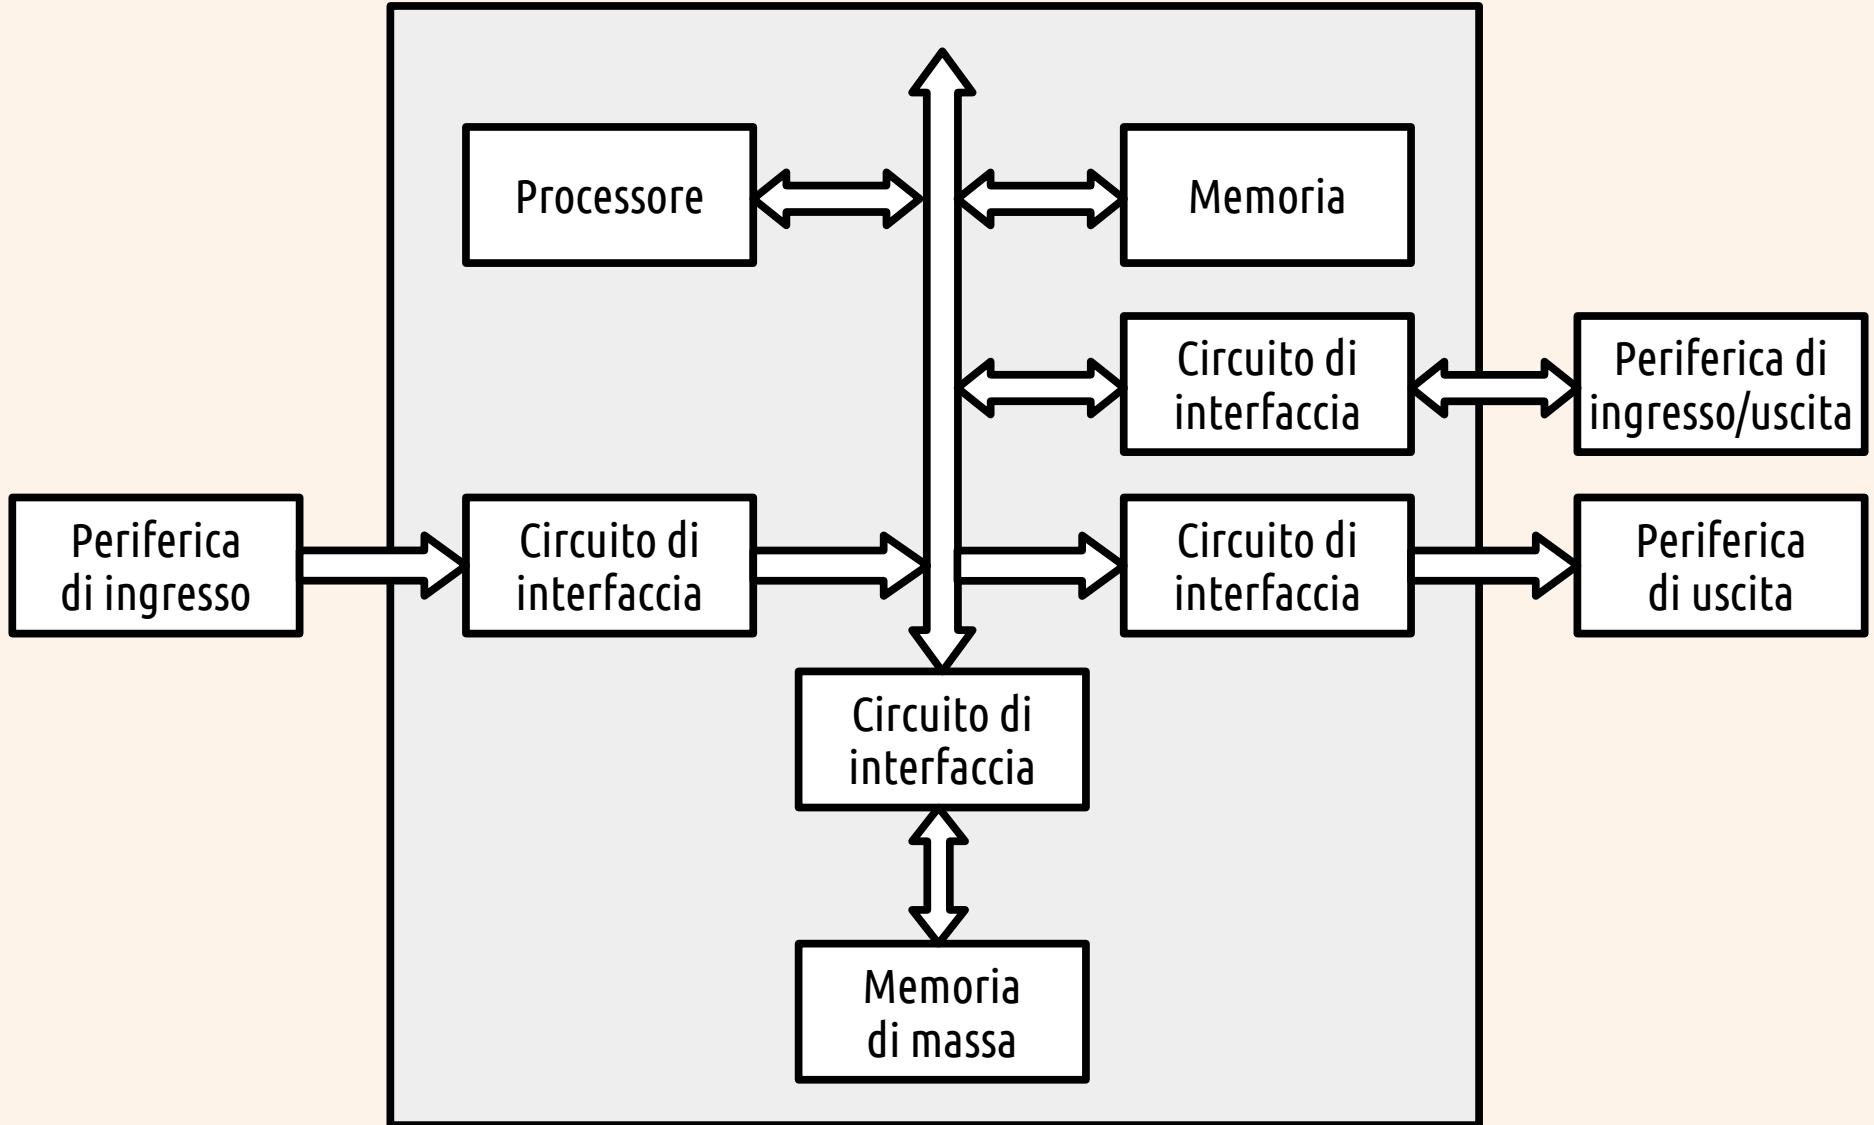 Processore
Memoria
Circuito di
interfaccia
Periferica di
ingresso/uscita
Periferica
di ingresso
Circuito di
interfaccia
Circuito di
interfaccia
Periferica
di uscita
Circuito di
interfaccia
Memoria
di massa